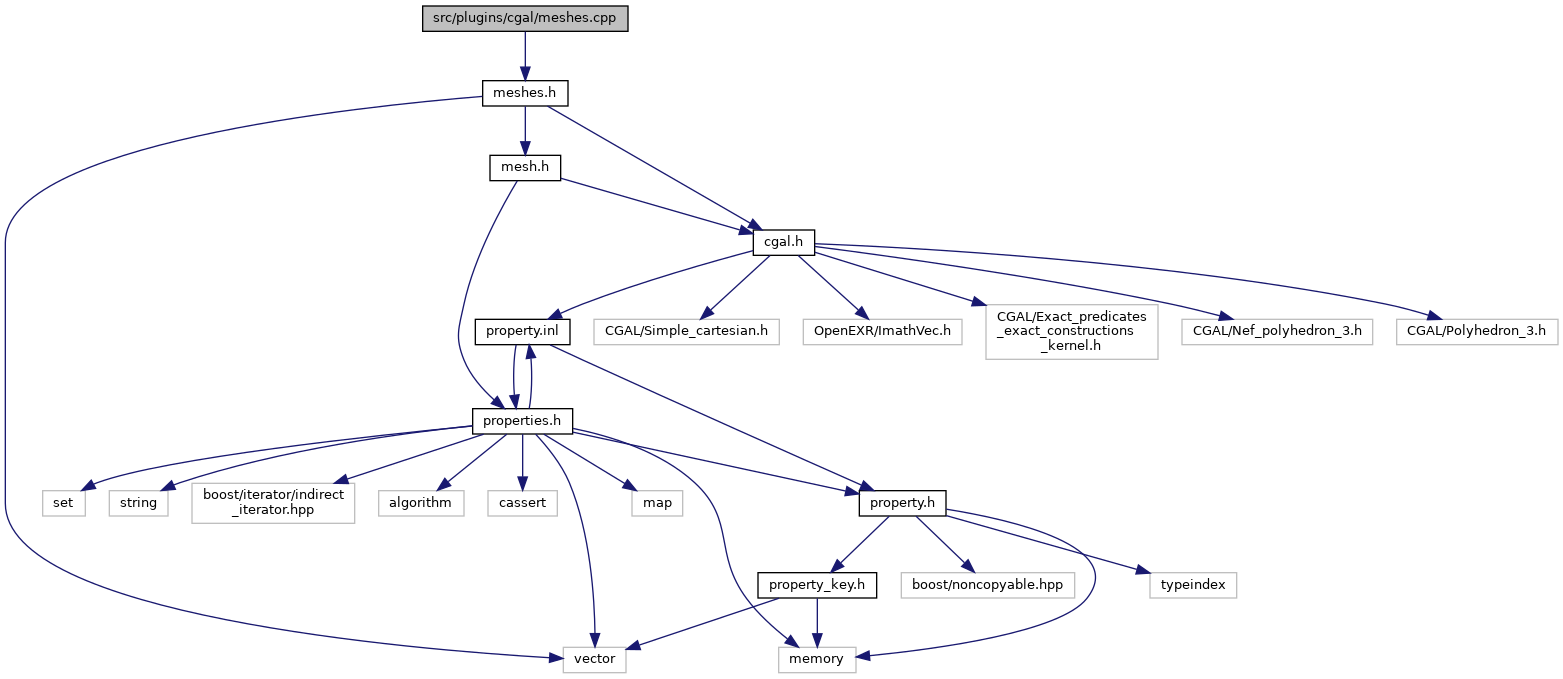 src/plugins/cgal/meshes.cpp
meshes.h
mesh.h
cgal.h
property.inl
CGAL/Simple_cartesian.h
OpenEXR/ImathVec.h
CGAL/Exact_predicates
_exact_constructions
_kernel.h
CGAL/Nef_polyhedron_3.h
CGAL/Polyhedron_3.h
properties.h
set
string
boost/iterator/indirect
_iterator.hpp
algorithm
cassert
map
property.h
property_key.h
boost/noncopyable.hpp
typeindex
vector
memory